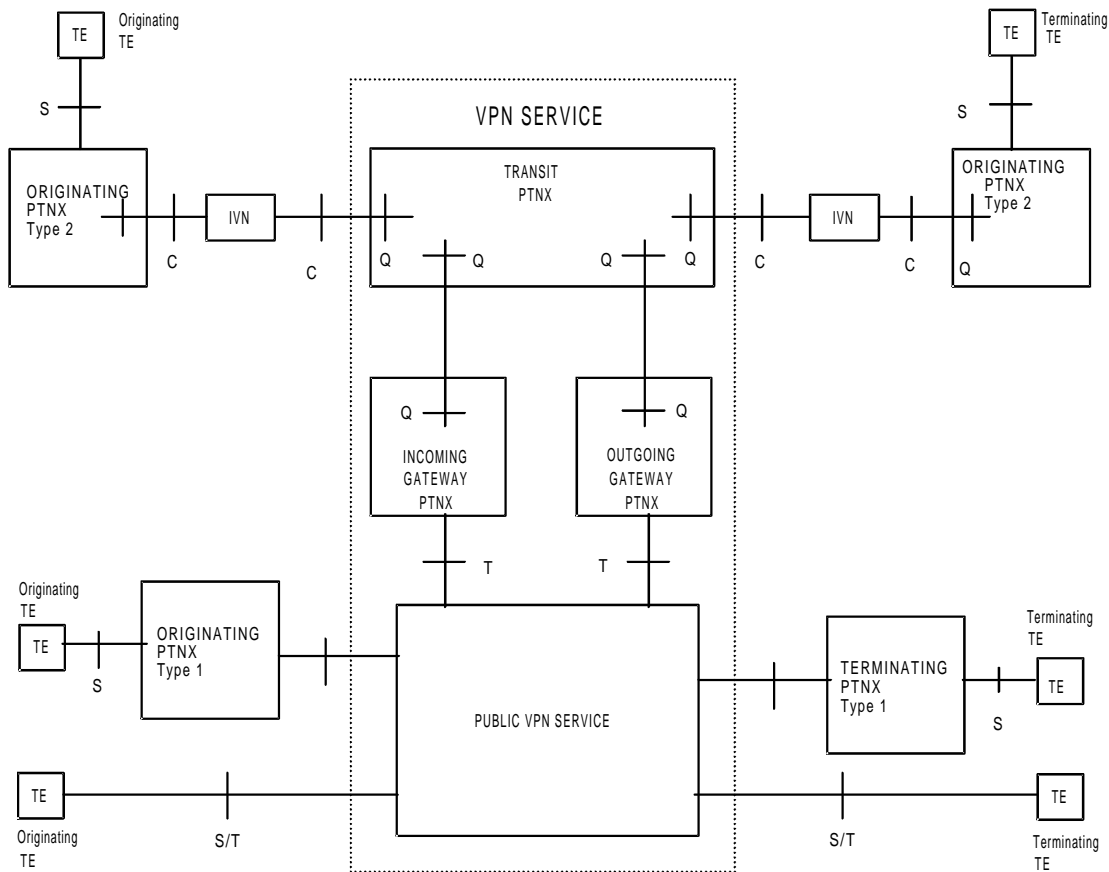 TE
Originating
TE
TE
Terminating
TE
S
S
VPN SERVICE
TRANSIT
PTNX
ORIGINATING
PTNX
Type 2
IVN
IVN
ORIGINATING
PTNX
Type 2
C
C
Q
Q
Q
Q
C
C
Q
Q
Q
INCOMING
GATEWAY
PTNX
OUTGOING
GATEWAY
PTNX
T
T
Originating
TE
TE
S
ORIGINATING
PTNX
Type 1
Terminating
TE
TERMINATING
PTNX
Type 1
TE
S
PUBLIC VPN SERVICE
TE
Originating
TE
S/T
S/T
TE
Terminating
TE